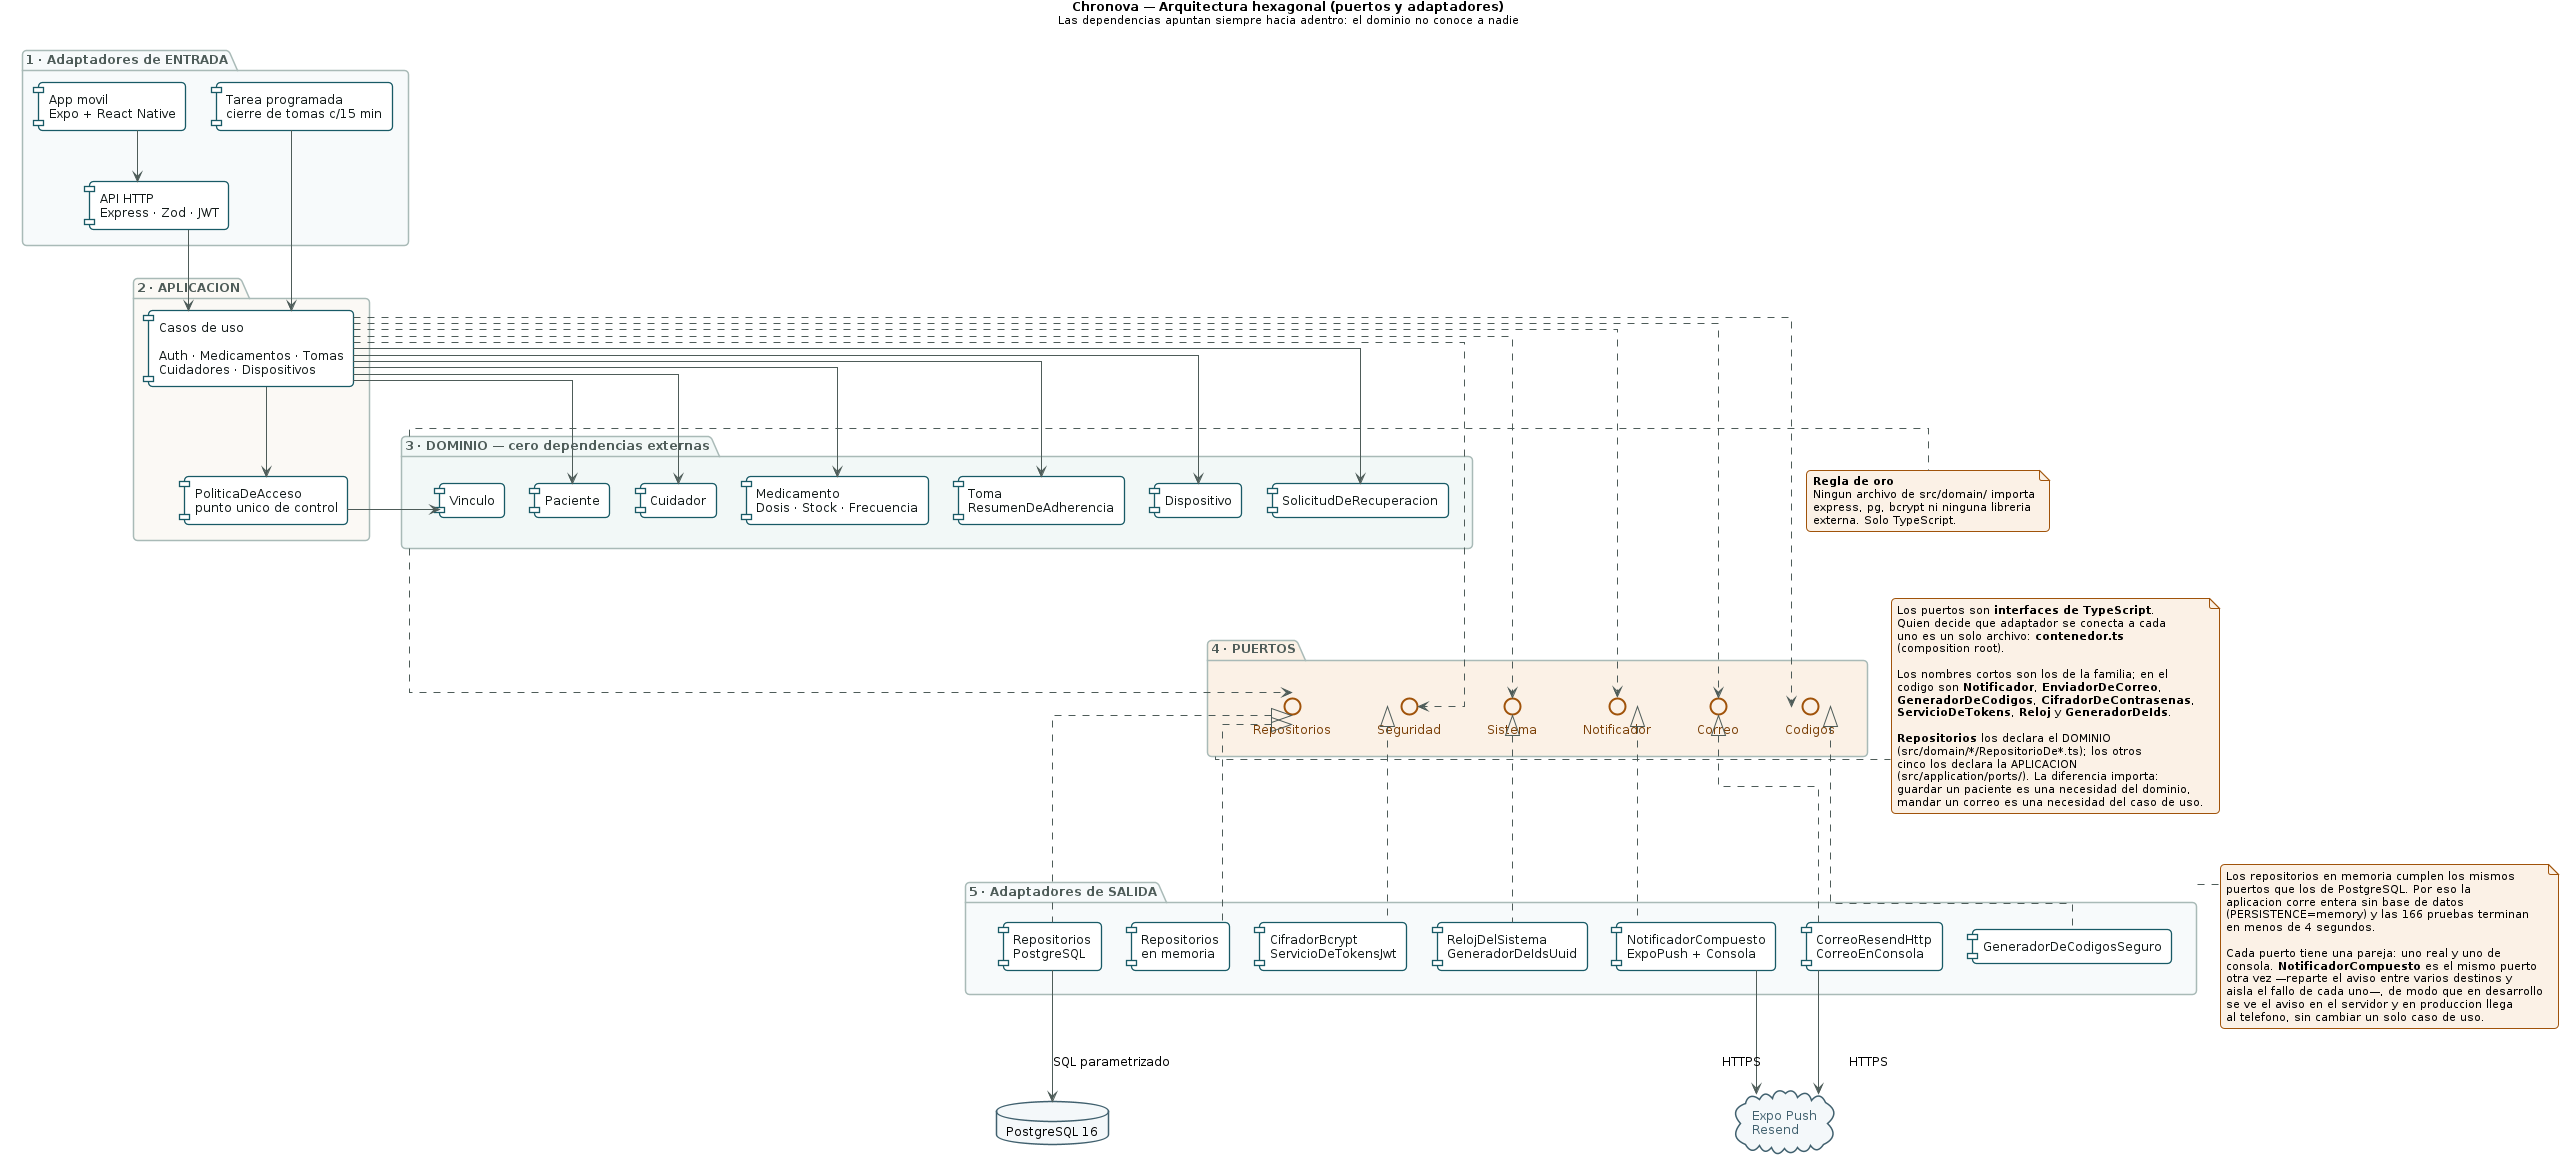 Chronova — Arquitectura hexagonal (puertos y adaptadores)
Las dependencias apuntan siempre hacia adentro: el dominio no conoce a nadie
1 · Adaptadores de ENTRADA
App movil
Expo + React Native
Tarea programada
cierre de tomas c/15 min
API HTTP
Express · Zod · JWT
2 · APLICACION
Casos de uso
Auth · Medicamentos · Tomas
Cuidadores · Dispositivos
PoliticaDeAcceso
punto unico de control
3 · DOMINIO — cero dependencias externas
Vinculo
Paciente
Cuidador
Medicamento
Dosis · Stock · Frecuencia
Toma
ResumenDeAdherencia
Dispositivo
SolicitudDeRecuperacion
Regla de oro
Ningun archivo de src/domain/ importa
express, pg, bcrypt ni ninguna libreria
externa. Solo TypeScript.
4 · PUERTOS
Repositorios
Seguridad
Sistema
Notificador
Correo
Codigos
Los puertos son interfaces de TypeScript.
Quien decide que adaptador se conecta a cada
uno es un solo archivo: contenedor.ts
(composition root).
Los nombres cortos son los de la familia; en el
codigo son Notificador, EnviadorDeCorreo,
GeneradorDeCodigos, CifradorDeContrasenas,
ServicioDeTokens, Reloj y GeneradorDeIds.
Repositorios los declara el DOMINIO
(src/domain/*/RepositorioDe*.ts); los otros
cinco los declara la APLICACION
(src/application/ports/). La diferencia importa:
guardar un paciente es una necesidad del dominio,
mandar un correo es una necesidad del caso de uso.
5 · Adaptadores de SALIDA
Repositorios
PostgreSQL
Repositorios
en memoria
CifradorBcrypt
ServicioDeTokensJwt
RelojDelSistema
GeneradorDeIdsUuid
NotificadorCompuesto
ExpoPush + Consola
CorreoResendHttp
CorreoEnConsola
GeneradorDeCodigosSeguro
Los repositorios en memoria cumplen los mismos
puertos que los de PostgreSQL. Por eso la
aplicacion corre entera sin base de datos
(PERSISTENCE=memory) y las 166 pruebas terminan
en menos de 4 segundos.
Cada puerto tiene una pareja: uno real y uno de
consola. NotificadorCompuesto es el mismo puerto
otra vez —reparte el aviso entre varios destinos y
aisla el fallo de cada uno—, de modo que en desarrollo
se ve el aviso en el servidor y en produccion llega
al telefono, sin cambiar un solo caso de uso.
SQL parametrizado
HTTPS
HTTPS
PostgreSQL 16
Expo Push
Resend